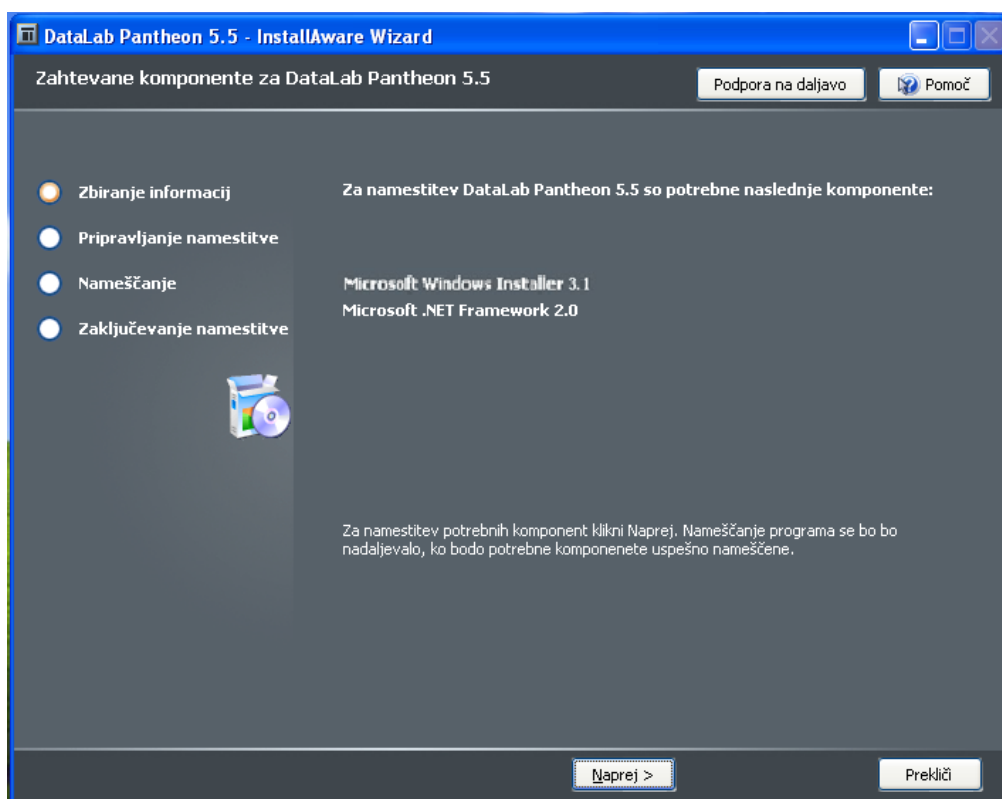 DataLab Pantheon 5.5 - InstallAware Wizard
Zahtevane komponente za DataLab Pantheon 5.5
Podpora na daljavo
Pomoč
Zbiranje informacij
Pripravljanje namestitve
Nameščanje
Zaključevanje namestitve
Za namestitev DataLab Pantheon 5.5 so potrebne naslednje komponente:
Microsoft Windows Installer 3.1
Microsoft .NET Framework 2.0
Za namestitev potrebnih komponent klikni Naprej. Nameščanje programa se bo bo
nadaljevalo, ko bodo potrebne komponenete uspešno nameščene.
Naprej >
Prekliči